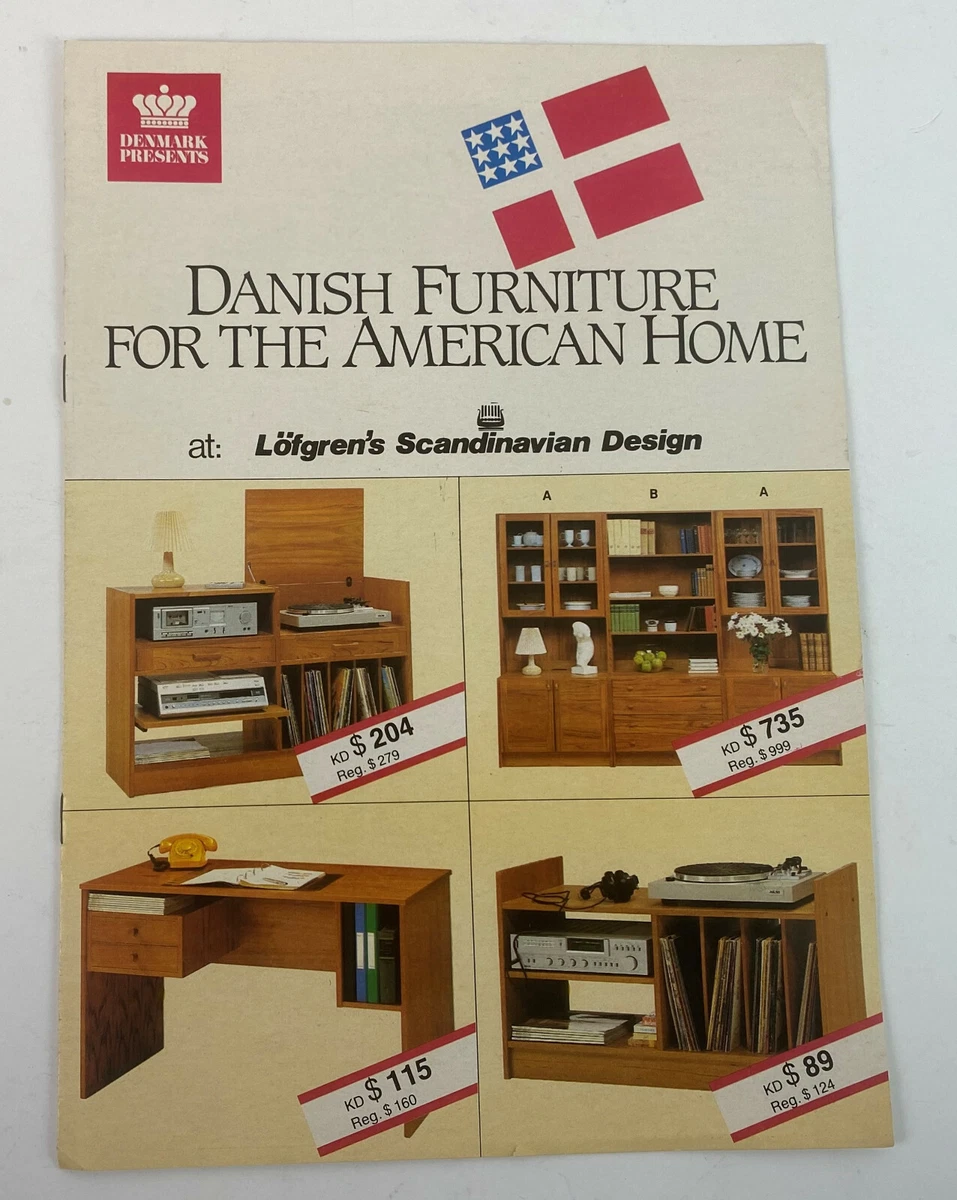 DENMARK
PRESENTS
DANISH FURNITURE
FOR THE AMERICAN HOME
at: Löfgren's Scandinavian Design
KD $ 204
Reg. $ 279
A B A
KD $ 735
Reg. $ 999
KD $ 115
Reg. $ 160
KD $ 89
Reg. $ 124